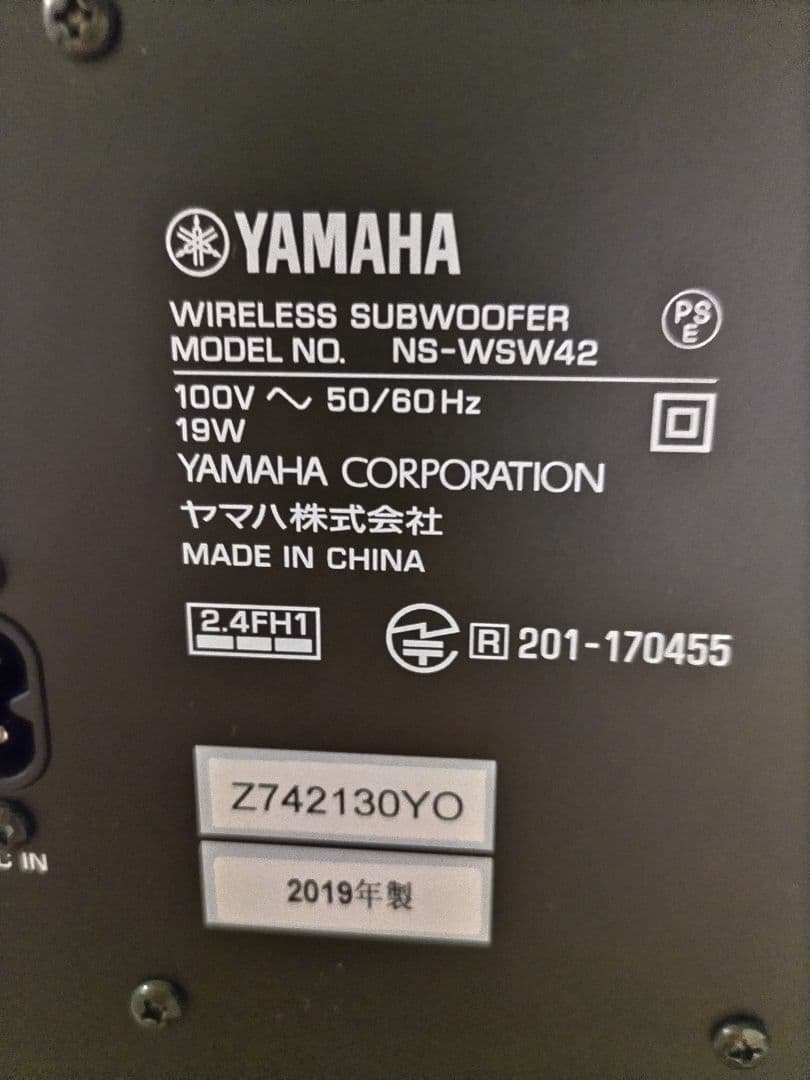 YAMAHA
WIRELESS SUBWOOFER
MODEL NO. NS-WSW42
PSE
100V ~ 50/60Hz
19W
YAMAHA CORPORATION
ヤマハ株式会社
MADE IN CHINA
2.4FH1
R 201-170455
Z742130YO
2019年製
C IN